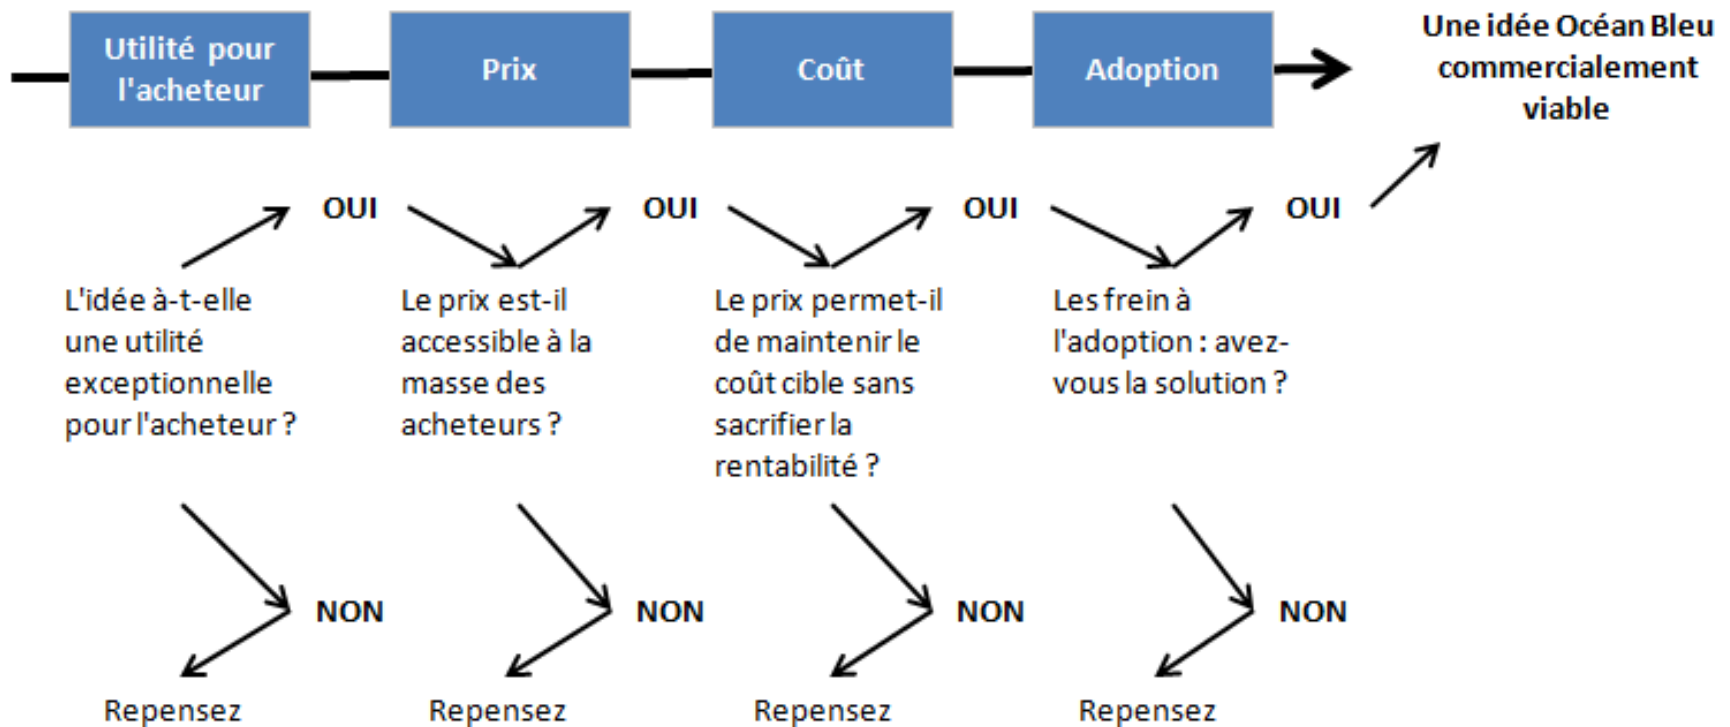 Utilité pour
l'acheteur
Prix
Coût
Adoption
Une idée Océan Bleu
commercialement
viable
OUI
OUI
OUI
OUI
L'idée à-t-elle
une utilité
exceptionnelle
pour l'acheteur ?
Le prix est-il
accessible à la
masse des
acheteurs ?
Le prix permet-il
de maintenir le
coût cible sans
sacrifier la
rentabilité ?
Les frein à
l'adoption : avez-
vous la solution ?
NON
NON
NON
NON
Repensez
Repensez
Repensez
Repensez